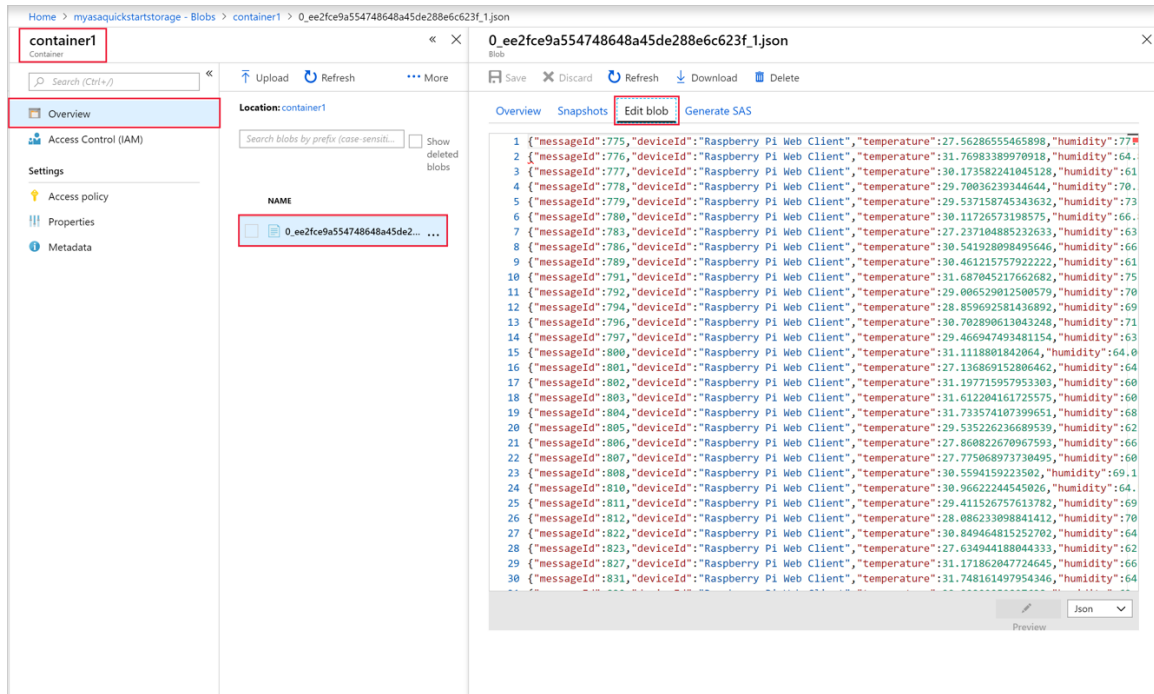 Home > myasaquickstartstorage - Blobs > container1 > 0_ee2fce9a554748648a45de288e6c623f_1.json
container1
Container
Search (Ctrl+/)
Overview
Access Control (IAM)
Settings
Access policy
Properties
Metadata
Upload Refresh ••• More
Location: container1
Search blobs by prefix (case-sensiti...
Show deleted blobs
NAME
0_ee2fce9a554748648a45de2... ...
0_ee2fce9a554748648a45de288e6c623f_1.json
Blob
Save Discard Refresh Download Delete
Overview Snapshots Edit blob Generate SAS
1 {"messageId":775,"deviceId":"Raspberry Pi Web Client","temperature":27.56286555465898,"humidity":77
2 {"messageId":776,"deviceId":"Raspberry Pi Web Client","temperature":31.76983389970918,"humidity":64.
3 {"messageId":777,"deviceId":"Raspberry Pi Web Client","temperature":30.173582241045128,"humidity":61
4 {"messageId":778,"deviceId":"Raspberry Pi Web Client","temperature":29.70036239344644,"humidity":70.
5 {"messageId":779,"deviceId":"Raspberry Pi Web Client","temperature":29.537158745343632,"humidity":73
6 {"messageId":780,"deviceId":"Raspberry Pi Web Client","temperature":30.11726573198575,"humidity":66.
7 {"messageId":783,"deviceId":"Raspberry Pi Web Client","temperature":27.237104885232633,"humidity":63
8 {"messageId":786,"deviceId":"Raspberry Pi Web Client","temperature":30.541928098495646,"humidity":66
9 {"messageId":789,"deviceId":"Raspberry Pi Web Client","temperature":30.461215757922222,"humidity":61
10 {"messageId":791,"deviceId":"Raspberry Pi Web Client","temperature":31.687045217662682,"humidity":75
11 {"messageId":792,"deviceId":"Raspberry Pi Web Client","temperature":29.006529012500579,"humidity":70
12 {"messageId":794,"deviceId":"Raspberry Pi Web Client","temperature":28.859692581436892,"humidity":69
13 {"messageId":796,"deviceId":"Raspberry Pi Web Client","temperature":30.702890613043248,"humidity":71
14 {"messageId":797,"deviceId":"Raspberry Pi Web Client","temperature":29.466947493481154,"humidity":63
15 {"messageId":800,"deviceId":"Raspberry Pi Web Client","temperature":31.1118801842064,"humidity":64.0
16 {"messageId":801,"deviceId":"Raspberry Pi Web Client","temperature":27.136869152806462,"humidity":64
17 {"messageId":802,"deviceId":"Raspberry Pi Web Client","temperature":31.197715957953303,"humidity":60
18 {"messageId":803,"deviceId":"Raspberry Pi Web Client","temperature":31.612204161725575,"humidity":60
19 {"messageId":804,"deviceId":"Raspberry Pi Web Client","temperature":31.733574107399651,"humidity":68
20 {"messageId":805,"deviceId":"Raspberry Pi Web Client","temperature":29.535226236689539,"humidity":62
21 {"messageId":806,"deviceId":"Raspberry Pi Web Client","temperature":27.860822670967593,"humidity":66
22 {"messageId":807,"deviceId":"Raspberry Pi Web Client","temperature":27.775068973730495,"humidity":60
23 {"messageId":808,"deviceId":"Raspberry Pi Web Client","temperature":30.5594159223502,"humidity":69.1
24 {"messageId":810,"deviceId":"Raspberry Pi Web Client","temperature":30.96622244545026,"humidity":64.
25 {"messageId":811,"deviceId":"Raspberry Pi Web Client","temperature":29.411526757613782,"humidity":69
26 {"messageId":812,"deviceId":"Raspberry Pi Web Client","temperature":28.086233098841412,"humidity":70
27 {"messageId":822,"deviceId":"Raspberry Pi Web Client","temperature":30.849464815252702,"humidity":64
28 {"messageId":823,"deviceId":"Raspberry Pi Web Client","temperature":27.634944188044333,"humidity":62
29 {"messageId":827,"deviceId":"Raspberry Pi Web Client","temperature":31.171862047724645,"humidity":66
30 {"messageId":831,"deviceId":"Raspberry Pi Web Client","temperature":31.748161497954346,"humidity":64
Json
Preview